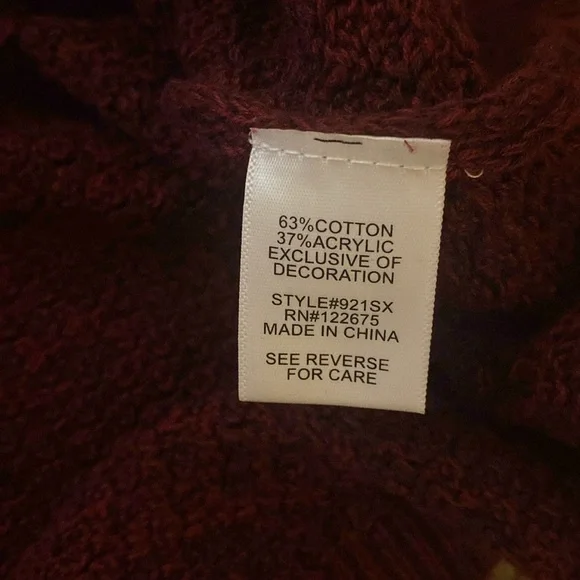 63%COTTON
37%ACRYLIC
EXCLUSIVE OF
DECORATION
STYLE#921SX
RN#122675
MADE IN CHINA
SEE REVERSE
FOR CARE